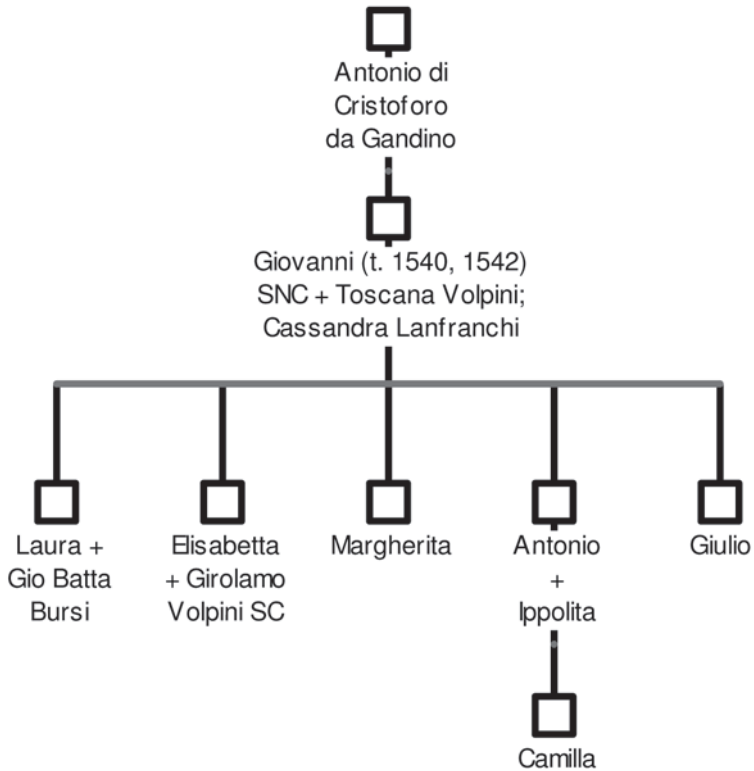 Antonio di
Cristoforo
da Gandino
Giovanni (t. 1540, 1542)
SNC + Toscana Volpini;
Cassandra Lanfranchi
Laura +
Gio Batta
Bursi
Elisabetta
+ Girolamo
Volpini SC
Margherita
Antonio
+
Ippolita
Giulio
Camilla